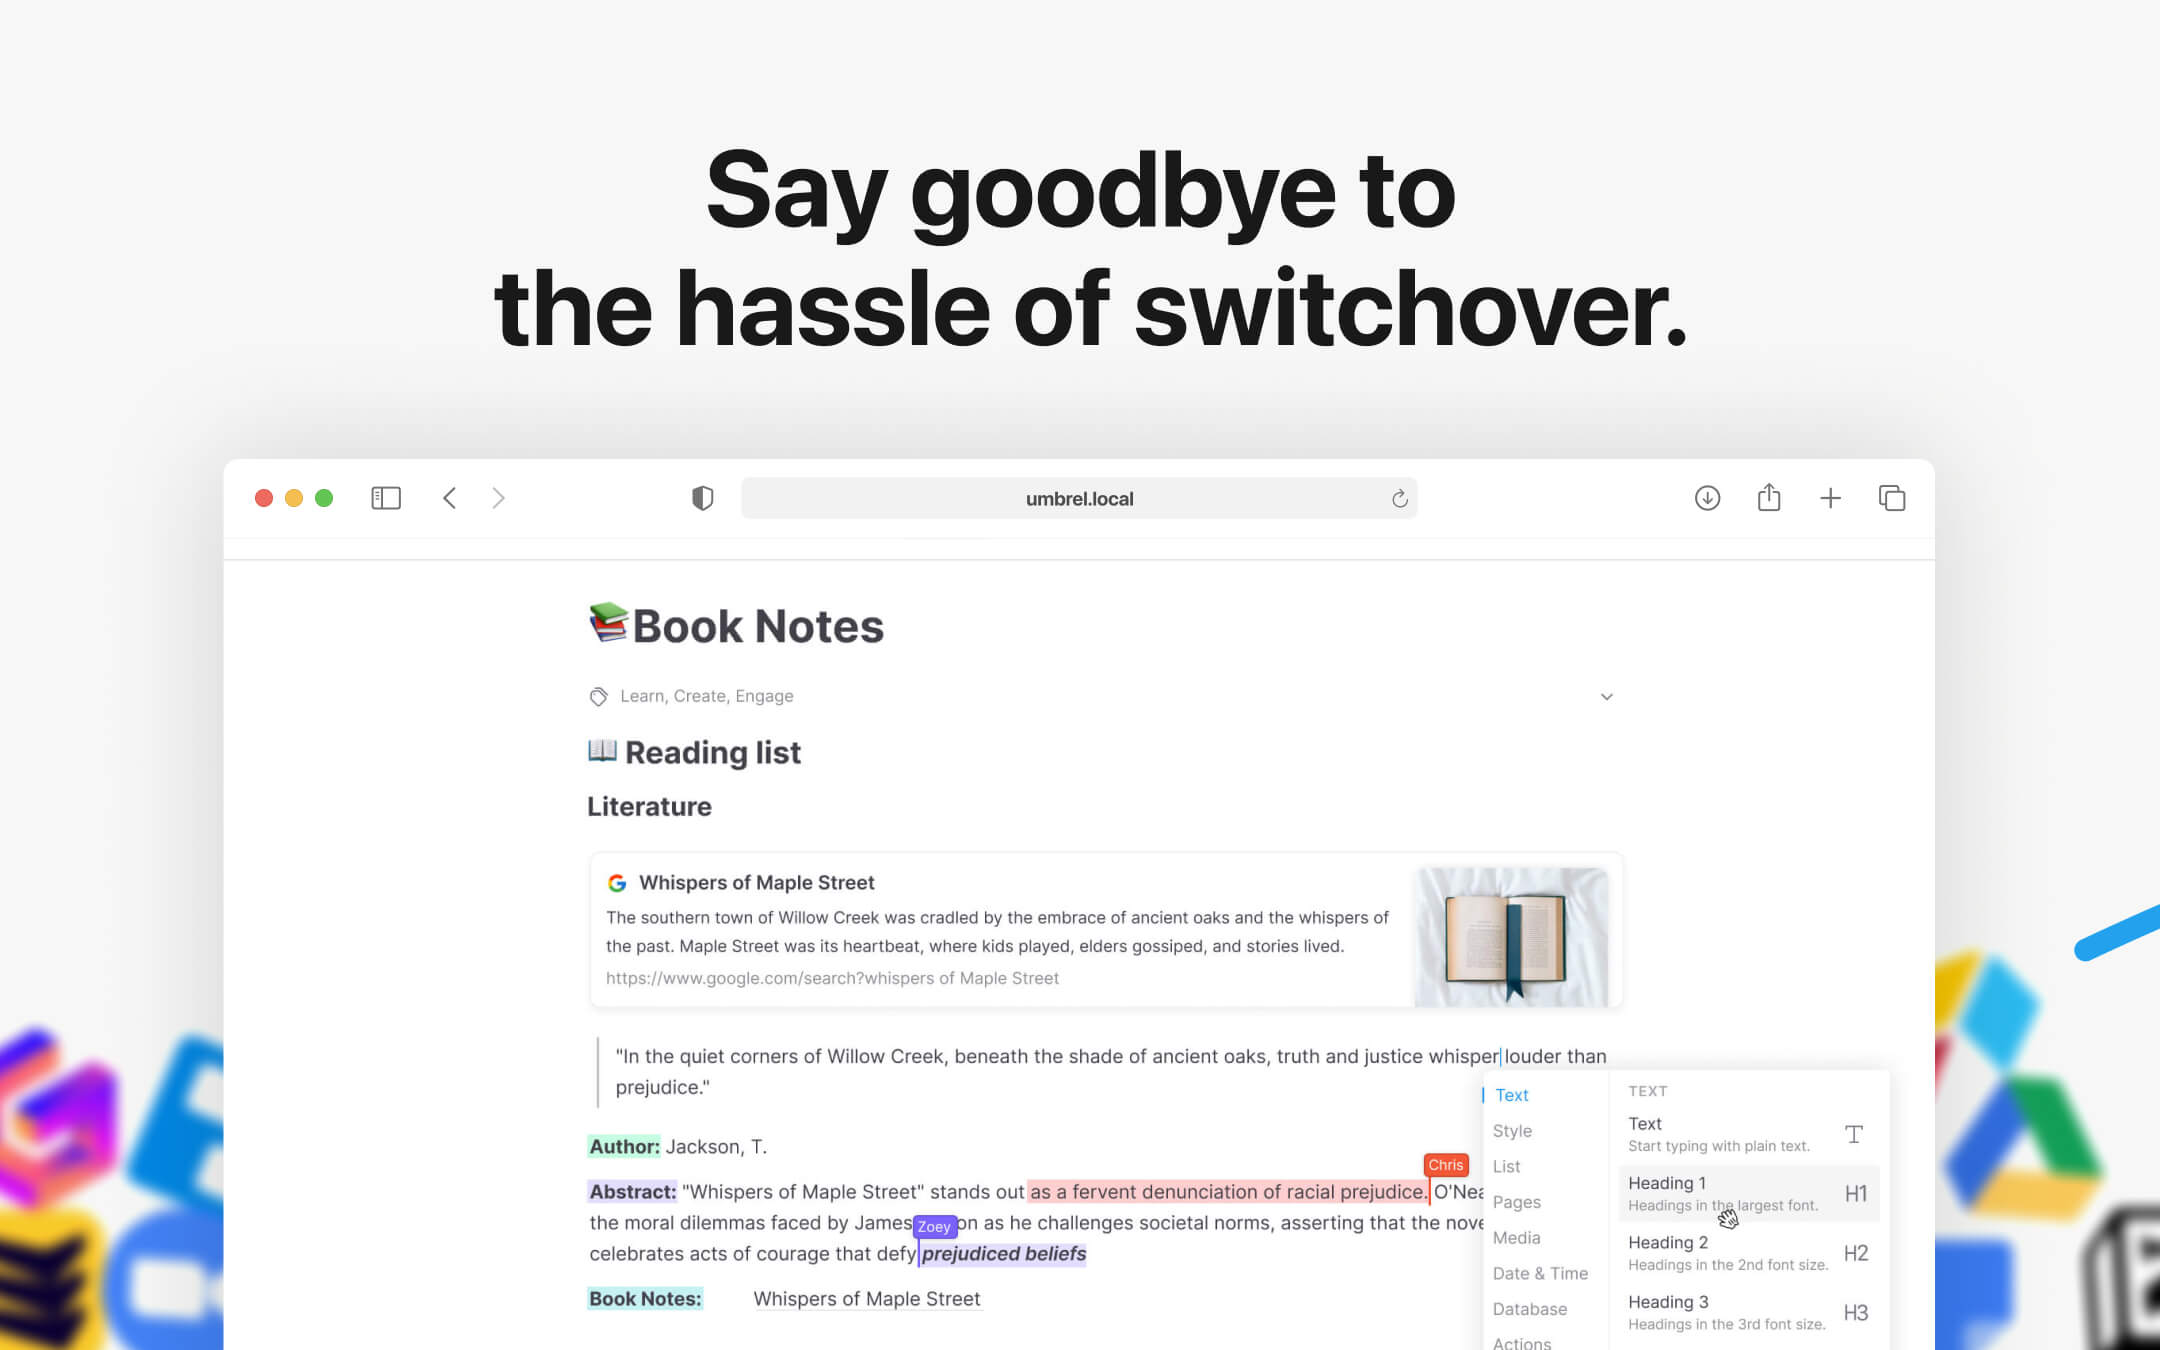 Say goodbye to
the hassle of switchover.
umbrel.local
Book Notes
Learn, Create, Engage
Reading list
Literature
Whispers of Maple Street
The southern town of Willow Creek was cradled by the embrace of ancient oaks and the whispers of
the past. Maple Street was its heartbeat, where kids played, elders gossiped, and stories lived.
https://www.google.com/search?whispers of Maple Street
"In the quiet corners of Willow Creek, beneath the shade of ancient oaks, truth and justice whisper louder than
prejudice."
Author: Jackson, T.
Chris
Abstract: "Whispers of Maple Street" stands out as a fervent denunciation of racial prejudice.
the moral dilemmas faced by James on as he challenges societal norms, asserting that the
Zoey
celebrates acts of courage that defy prejudiced beliefs
Book Notes: Whispers of Maple Street
Text
Style
List
Pages
Media
Date & Time
Database
Actions
TEXT
Text
Start typing with plain text.
T
Heading 1
Headings in the largest font.
H1
Heading 2
Headings in the 2nd font size.
H2
Heading 3
Headings in the 3rd font size.
H3